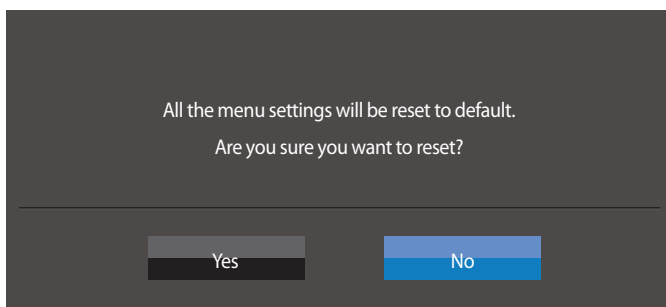 All the menu settings will be reset to default.
Are you sure you want to reset?
Yes No